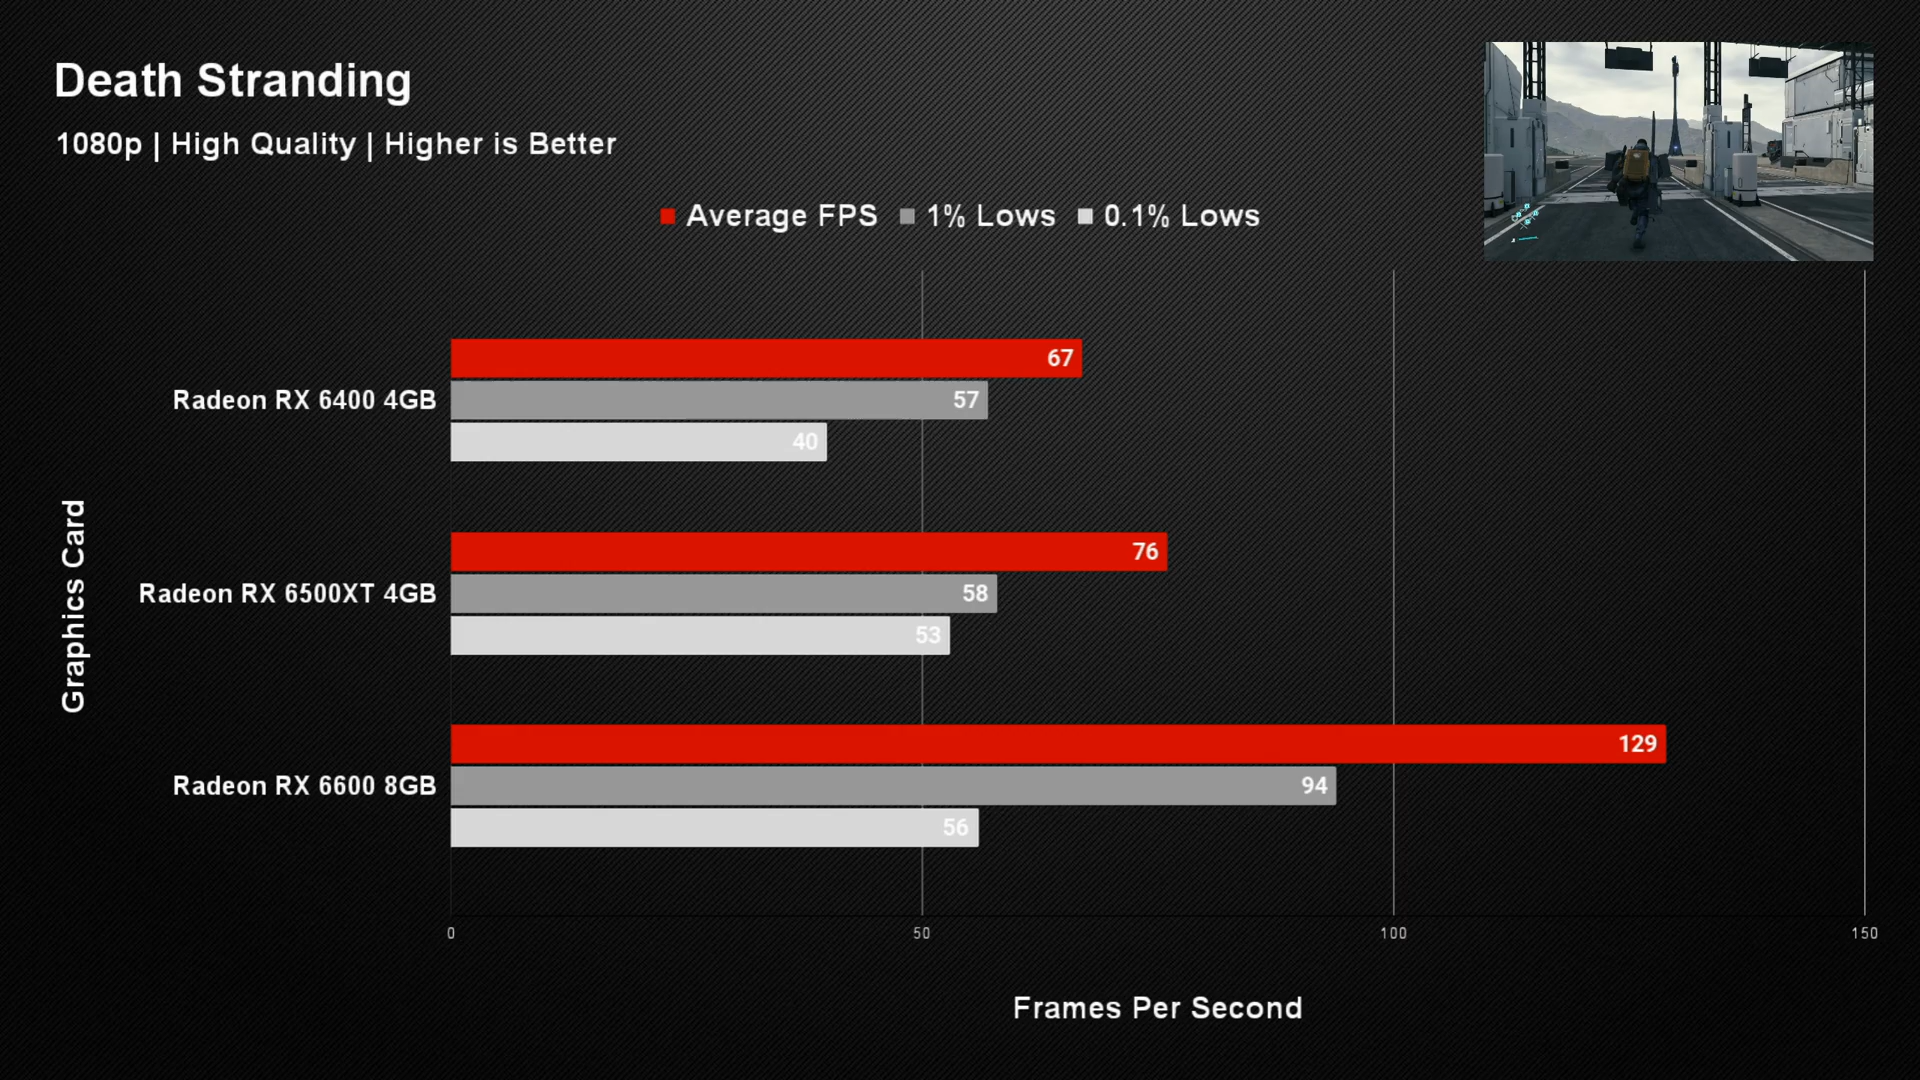 Death Stranding
1080p | High Quality | Higher is Better
Average FPS 1% Lows 0.1% Lows
Graphics Card
Radeon RX 6400 4GB
67
57
40
Radeon RX 6500XT 4GB
76
58
53
Radeon RX 6600 8GB
129
94
56
0 50 100 150
Frames Per Second